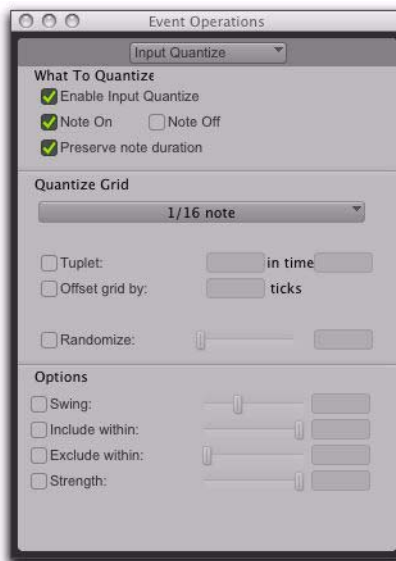 Event Operations
Input Quantize
What To Quantize
Enable Input Quantize
Note On Note Off
Preserve note duration
Quantize Grid
1/16 note
Tuplet: in time
Offset grid by: ticks
Randomize:
Options
Swing:
Include within:
Exclude within:
Strength: